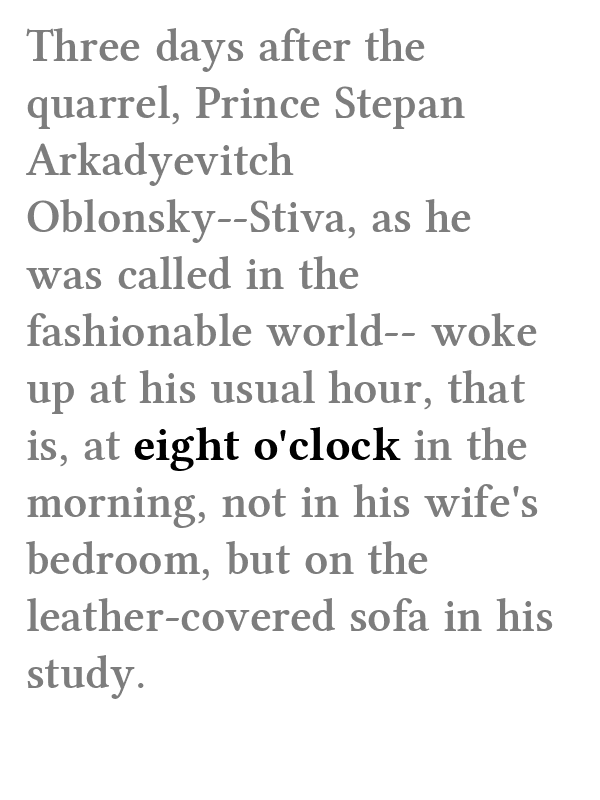 Three days after the
quarrel, Prince Stepan
Arkadyevitch
Oblonsky--Stiva, as he
was called in the
fashionable world-- woke
up at his usual hour, that
is, at eight o'clock in the
morning, not in his wife's
bedroom, but on the
leather-covered sofa in his
study.